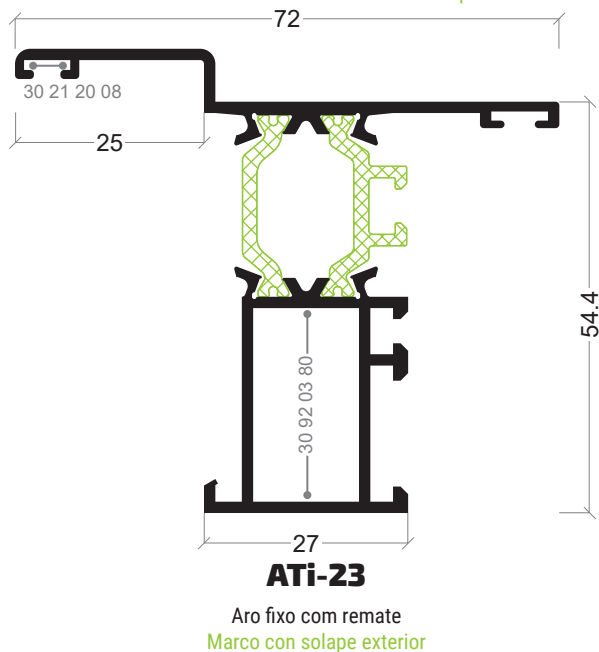 72
30 21 20 08
25
54.4
30 92 03 80
27
ATi-23
Aro fixo com remate
Marco con solape exterior